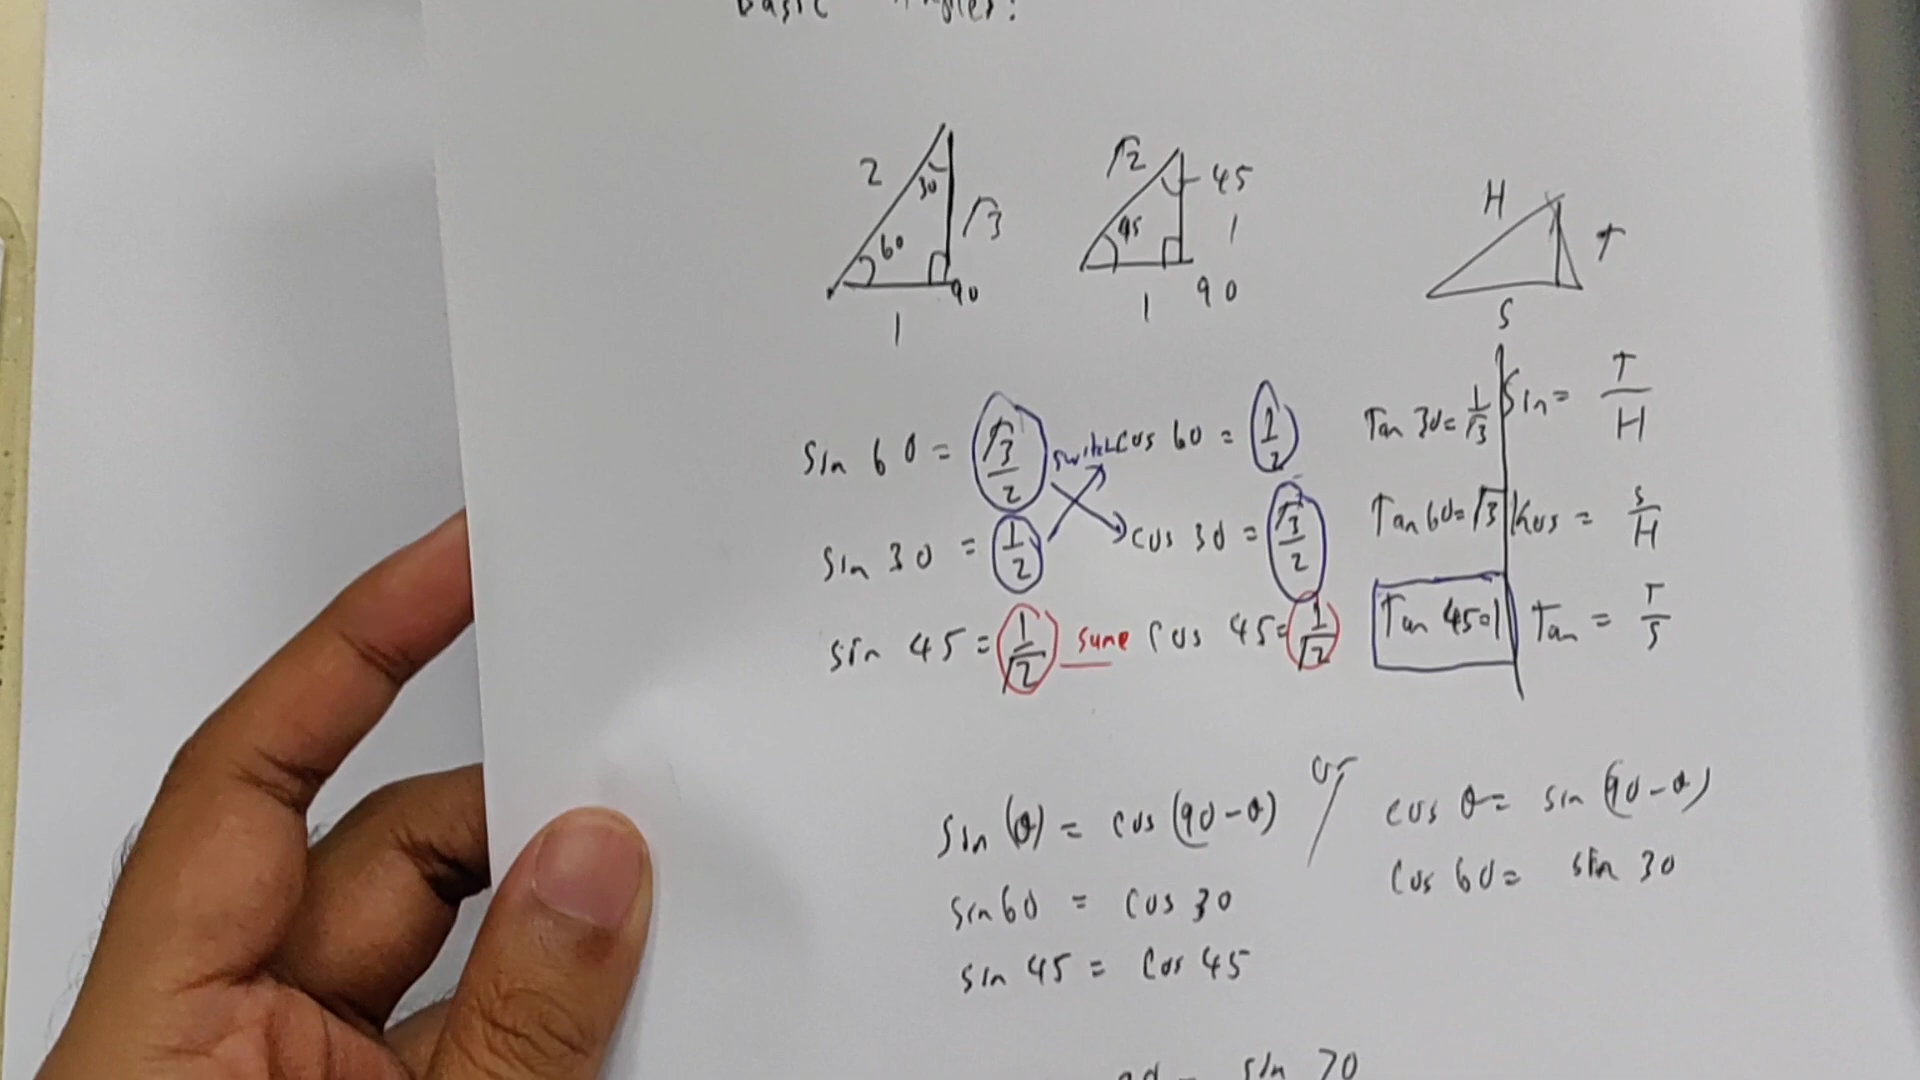 Basic Angles:
2 30 √3 60 90 1
√2 45 45 1 1 90
H T S
Sin 60 = √3/2 switch Cos 60 = 1/2 Tan 30 = 1/√3 Sin = T/H
Sin 30 = 1/2 Cos 30 = √3/2 Tan 60 = √3 Kos = S/H
Sin 45 = 1/√2 same Cos 45 = 1/√2 Tan 45 = 1 Tan = T/S
Sin (θ) = cos (90-θ) or cos θ = sin (90-θ)
Sin 60 = cos 30 Cos 60 = sin 30
Sin 45 = Cos 45
sin 70